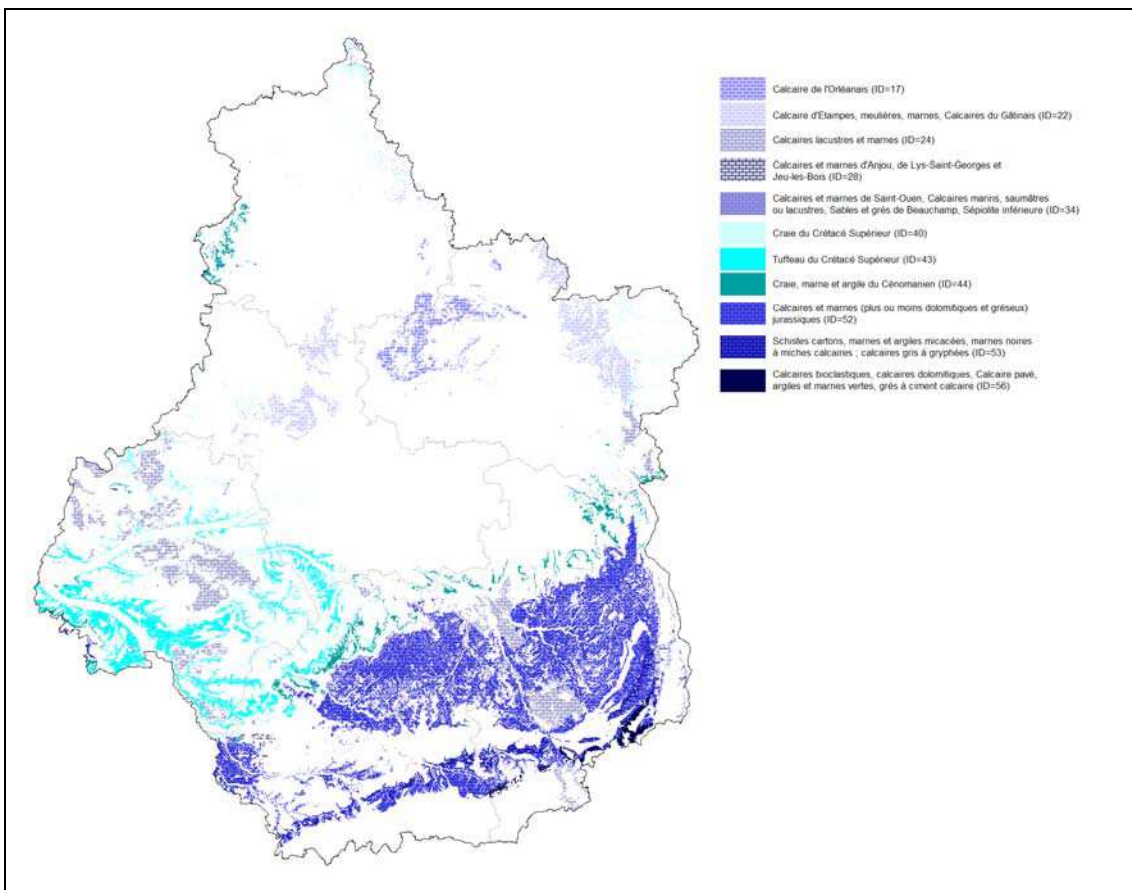 Calcaire de l'Orléanais (ID=17)
Calcaire d'Etampes, meulières, marnes, Calcaires du Gâtinais (ID=22)
Calcaires lacustres et marnes (ID=24)
Calcaires et marnes d'Anjou, de Lys-Saint-Georges et
Jeu-les-Bois (ID=28)
Calcaires et marnes de Saint-Ouen, Calcaires marins, saumâtres
ou lacustres, Sables et grès de Beauchamp, Sépiolite inférieure (ID=34)
Craie du Crétacé Supérieur (ID=40)
Tuffeau du Crétacé Supérieur (ID=43)
Craie, marne et argile du Cénomanien (ID=44)
Calcaires et marnes (plus ou moins dolomitiques et gréseux)
jurassiques (ID=52)
Schistes cartons, marnes et argiles micacées, marnes noires
à miches calcaires ; calcaires gris à gryphées (ID=53)
Calcaires bioclastiques, calcaires dolomitiques, Calcaire pavé,
argiles et marnes vertes, grés à ciment calcaire (ID=56)